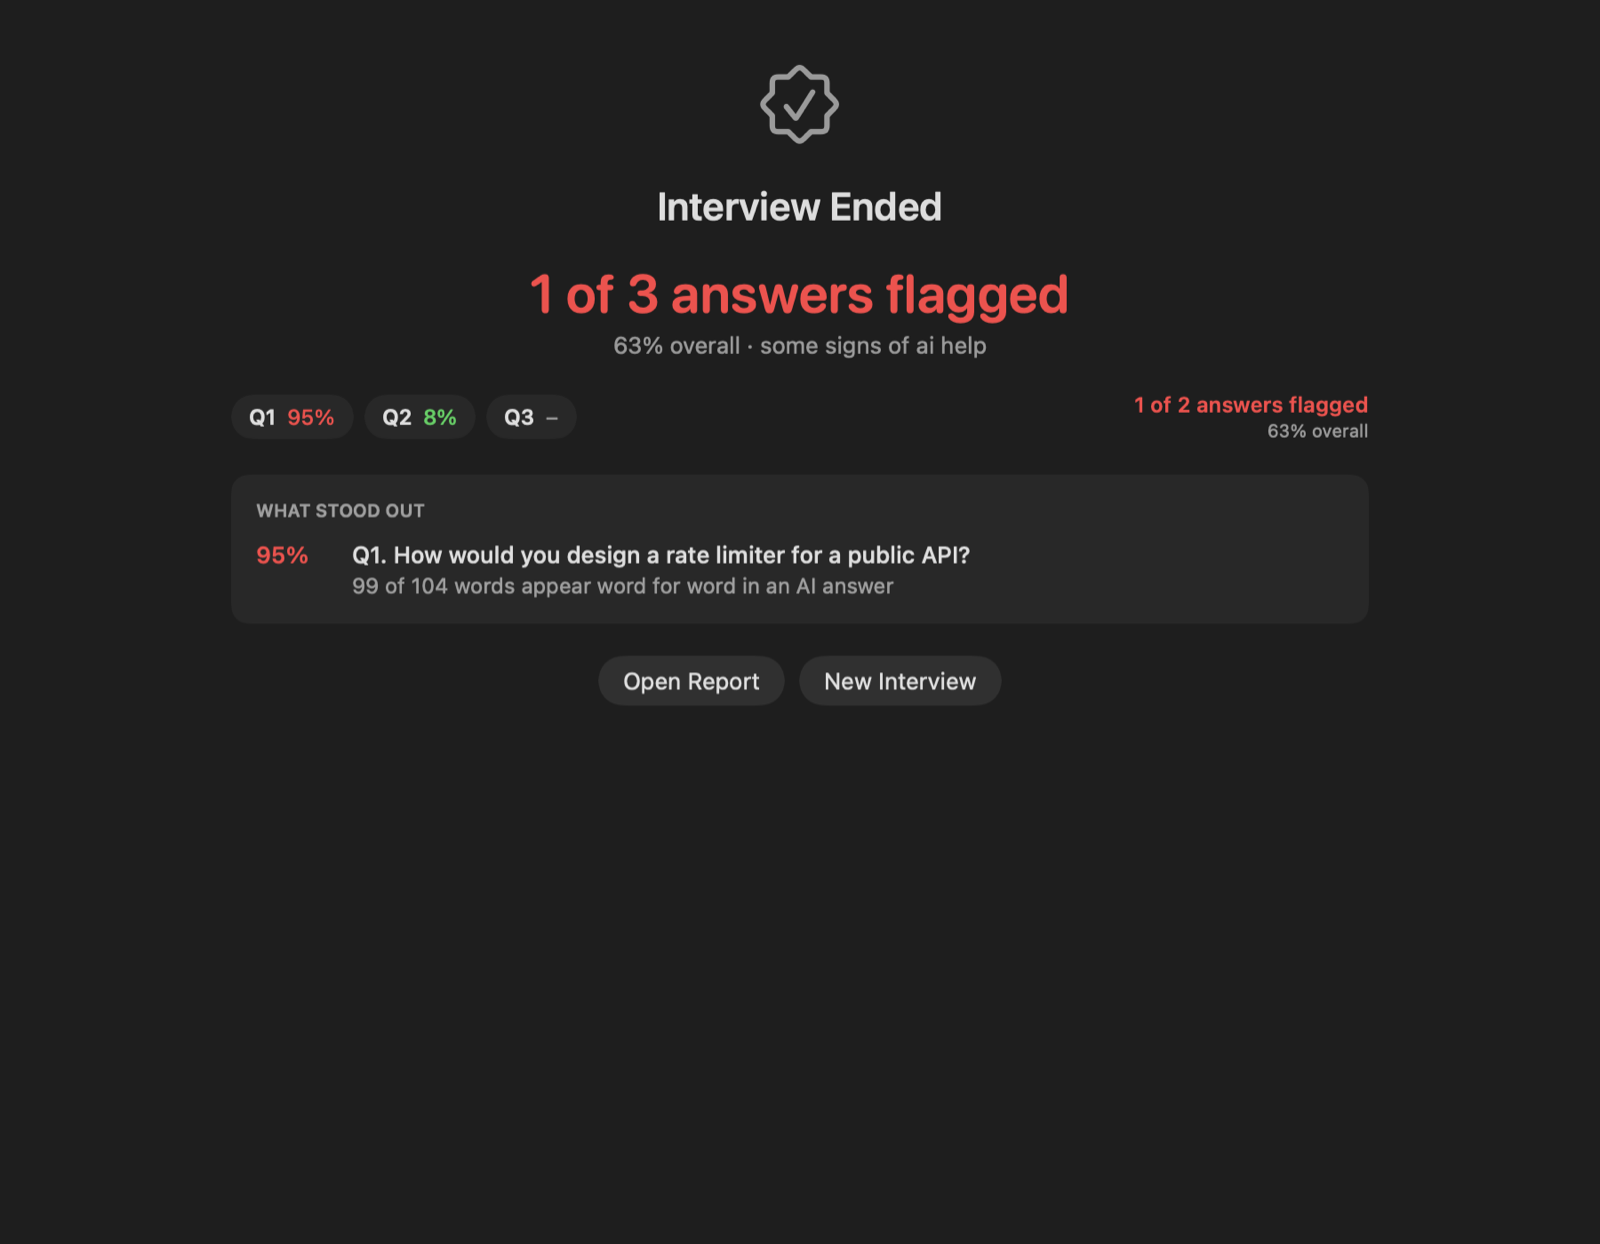 Interview Ended
1 of 3 answers flagged
63% overall · some signs of ai help
Q1 95% Q2 8% Q3 –
1 of 2 answers flagged
63% overall
WHAT STOOD OUT
95% Q1. How would you design a rate limiter for a public API?
99 of 104 words appear word for word in an AI answer
Open Report New Interview